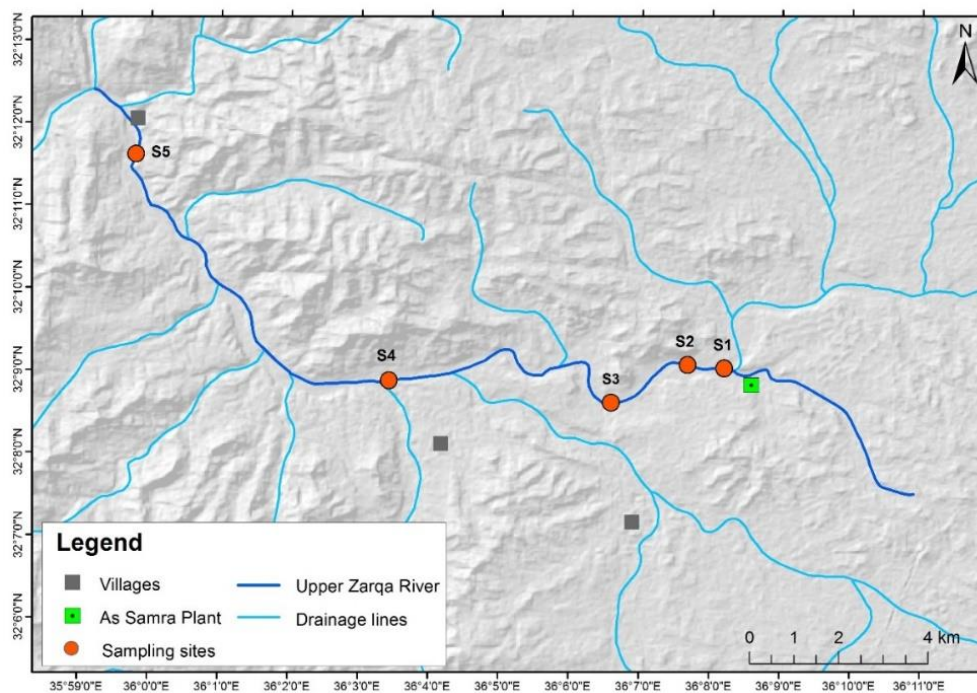 N
32°13'0"N
32°12'0"N
32°11'0"N
32°10'0"N
32°9'0"N
32°8'0"N
32°7'0"N
32°6'0"N
S5
S4
S3
S2
S1
Legend
Villages
As Samra Plant
Sampling sites
Upper Zarqa River
Drainage lines
0 1 2 4 km
35°59'0"E 36°0'0"E 36°1'0"E 36°2'0"E 36°3'0"E 36°4'0"E 36°5'0"E 36°6'0"E 36°7'0"E 36°8'0"E 36°9'0"E 36°10'0"E 36°11'0"E